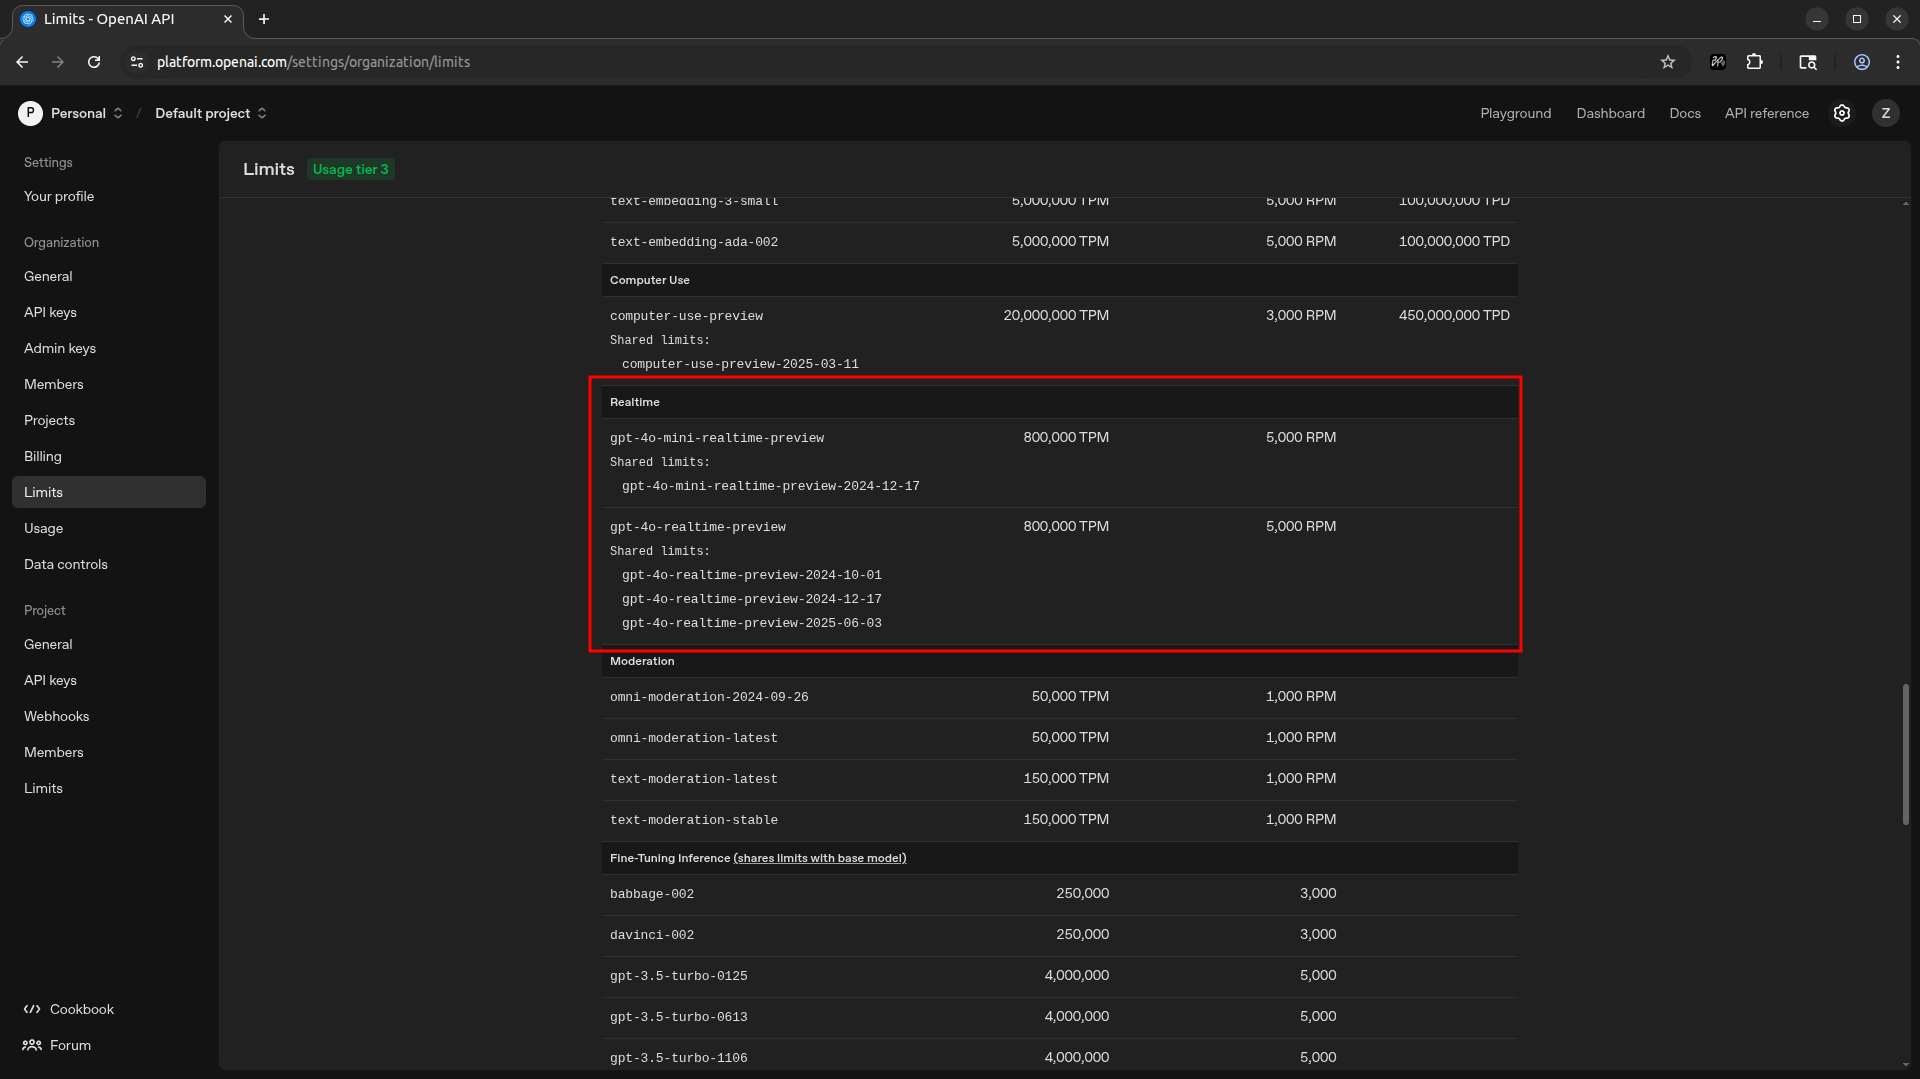 Limits - OpenAI API
platform.openai.com/settings/organization/limits
P Personal / Default project
Playground Dashboard Docs API reference Z
Settings
Your profile
Organization
General
API keys
Admin keys
Members
Projects
Billing
Limits
Usage
Data controls
Project
General
API keys
Webhooks
Members
Limits
Cookbook
Forum
Limits Usage tier 3
text-embedding-3-small 5,000,000 TPM 5,000 RPM 100,000,000 TPD
text-embedding-ada-002 5,000,000 TPM 5,000 RPM 100,000,000 TPD
Computer Use
computer-use-preview 20,000,000 TPM 3,000 RPM 450,000,000 TPD
Shared limits:
computer-use-preview-2025-03-11
Realtime
gpt-4o-mini-realtime-preview 800,000 TPM 5,000 RPM
Shared limits:
gpt-4o-mini-realtime-preview-2024-12-17
gpt-4o-realtime-preview 800,000 TPM 5,000 RPM
Shared limits:
gpt-4o-realtime-preview-2024-10-01
gpt-4o-realtime-preview-2024-12-17
gpt-4o-realtime-preview-2025-06-03
Moderation
omni-moderation-2024-09-26 50,000 TPM 1,000 RPM
omni-moderation-latest 50,000 TPM 1,000 RPM
text-moderation-latest 150,000 TPM 1,000 RPM
text-moderation-stable 150,000 TPM 1,000 RPM
Fine-Tuning Inference (shares limits with base model)
babbage-002 250,000 3,000
davinci-002 250,000 3,000
gpt-3.5-turbo-0125 4,000,000 5,000
gpt-3.5-turbo-0613 4,000,000 5,000
gpt-3.5-turbo-1106 4,000,000 5,000